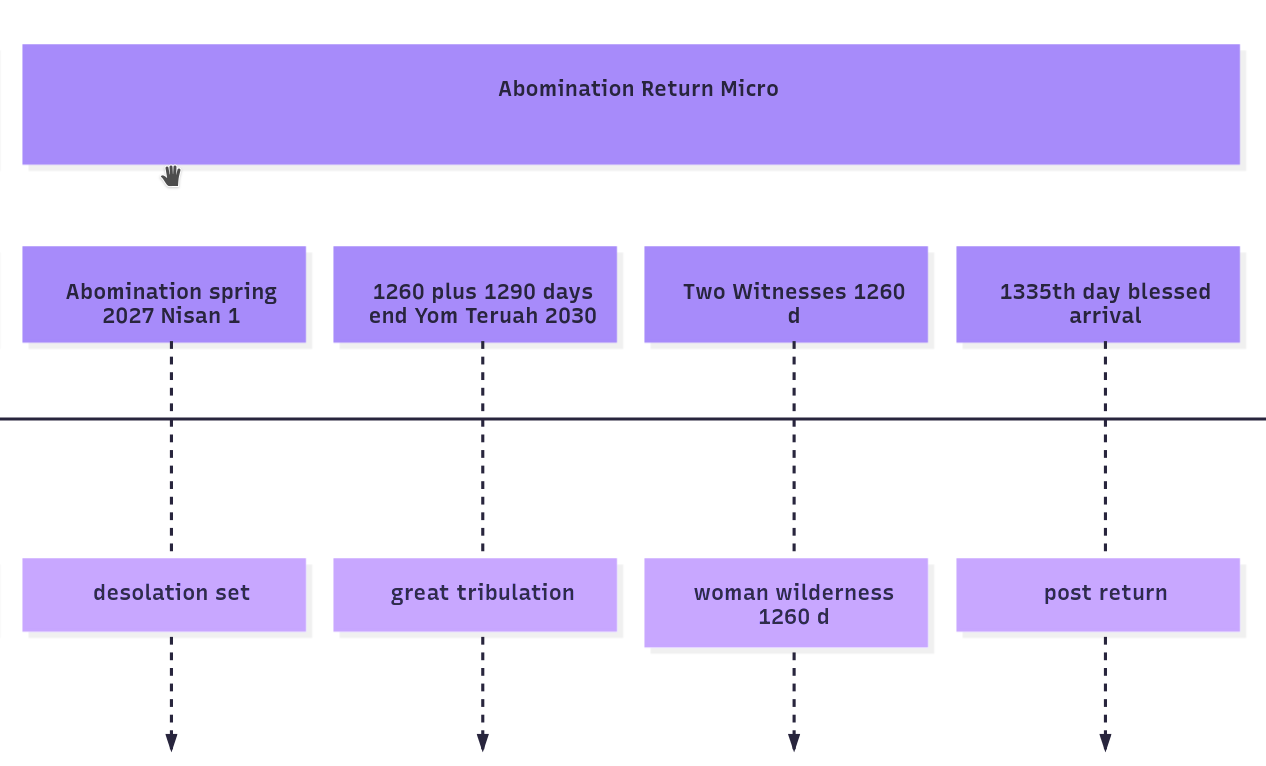 Abomination Return Micro
Abomination spring
2027 Nisan 1
1260 plus 1290 days
end Yom Teruah 2030
Two Witnesses 1260
d
1335th day blessed
arrival
desolation set
great tribulation
woman wilderness
1260 d
post return